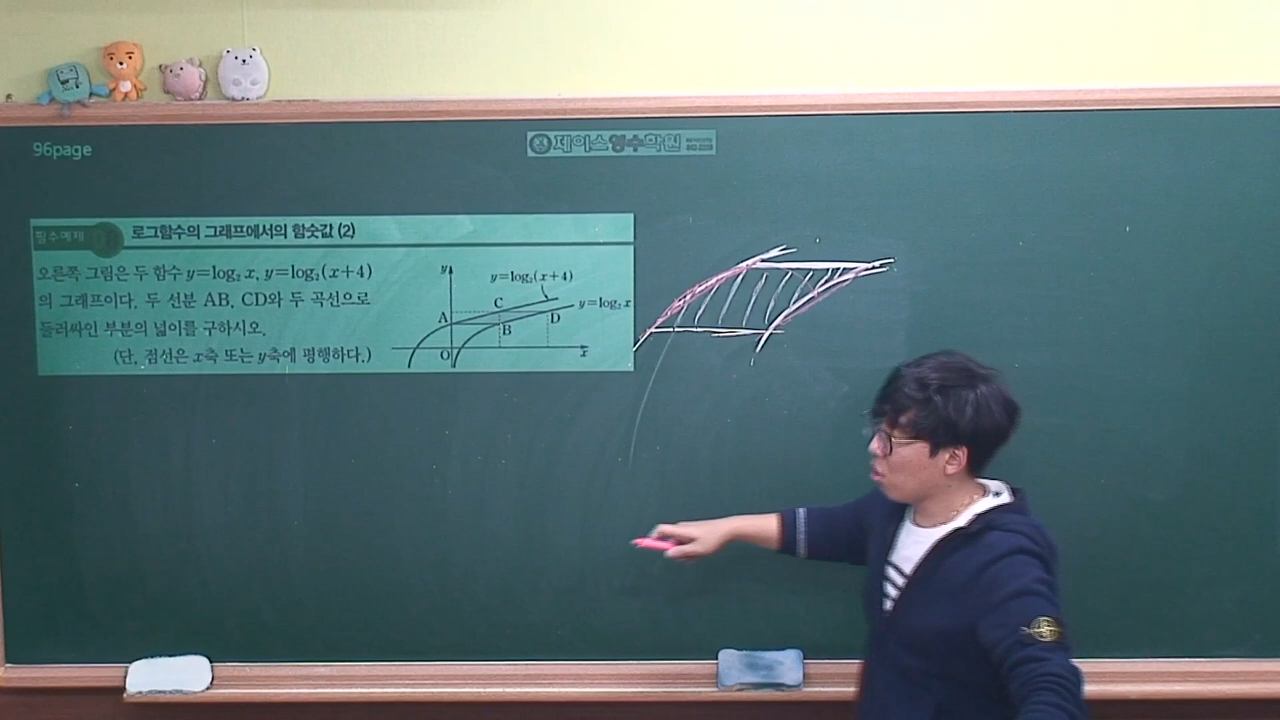 96page
제이스영수학원
필수예제
로그함수의 그래프에서의 함숫값 (2)
오른쪽 그림은 두 함수 y=log₂ x, y=log₂(x+4)
의 그래프이다. 두 선분 AB, CD와 두 곡선으로
둘러싸인 부분의 넓이를 구하시오.
(단, 점선은 x축 또는 y축에 평행하다.)
y
y=log₂(x+4)
y=log₂ x
C
A
B
D
O
x